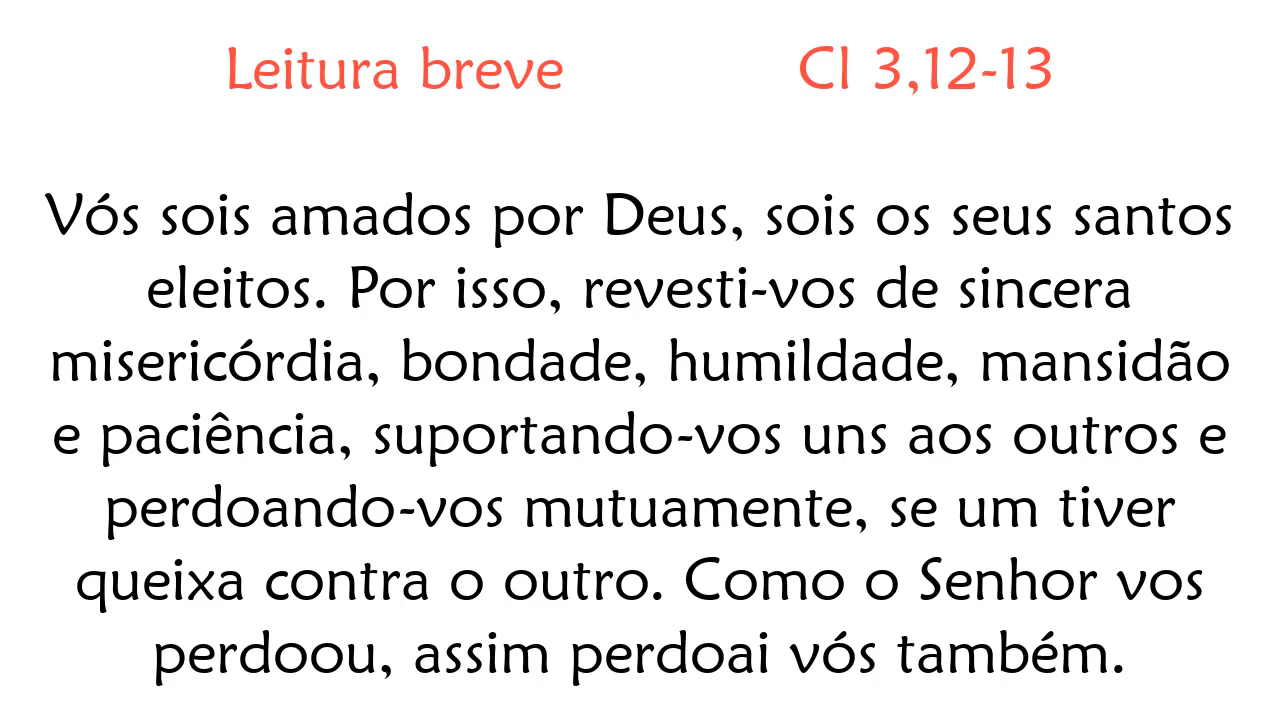 Leitura breve Cl 3,12-13
Vós sois amados por Deus, sois os seus santos
eleitos. Por isso, revesti-vos de sincera
misericórdia, bondade, humildade, mansidão
e paciência, suportando-vos uns aos outros e
perdoando-vos mutuamente, se um tiver
queixa contra o outro. Como o Senhor vos
perdoou, assim perdoai vós também.